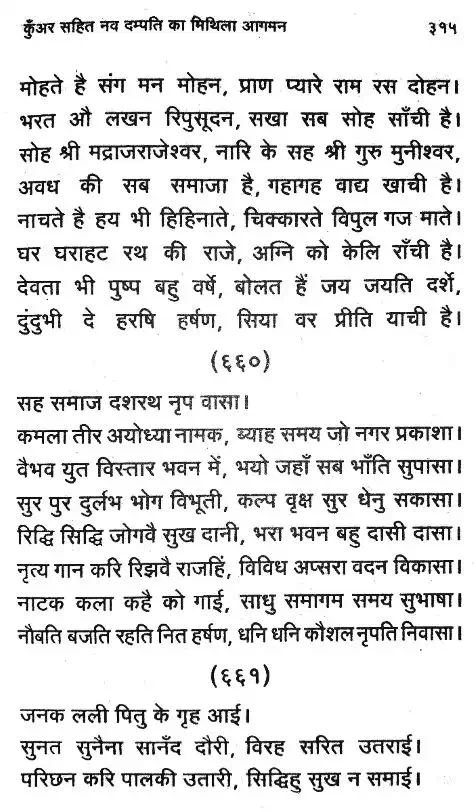 कुँअर सहित नव दम्पति का मिथिला आगमन ३१५
मोहते है संग मन मोहन, प्राण प्यारे राम रस दोहन।
भरत औ लखन रिपुसूदन, सखा सब सोह साँची है।
सोह श्री मद्राजराजेश्वर, नारि के सह श्री गुरु मुनीश्वर,
अवध की सब समाजा है, गहागह वाद्य खाची है।
नाचते है हय भी हिहिनाते, चिक्कारते विपुल गज माते।
घर घराहट रथ की राजे, अग्नि को केलि राँची है।
देवता भी पुष्प बहु वर्षे, बोलत हैं जय जयति दर्शे,
दुंदुभी दे हरषि हर्षण, सिया वर प्रीति याची है।
(६६०)
सह समाज दशरथ नृप वासा।
कमला तीर अयोध्या नामक, ब्याह समय जो नगर प्रकाशा।
वैभव युत विस्तार भवन में, भयो जहाँ सब भाँति सुपासा।
सुर पुर दुर्लभ भोग विभूती, कल्प वृक्ष सुर धेनु सकासा।
रिद्धि सिद्धि जोगवै सुख दानी, भरा भवन बहु दासी दासा।
नृत्य गान करि रिझवै राजहिं, विविध अप्सरा वदन विकासा।
नाटक कला कहै को गाई, साधु समागम समय सुभाषा।
नौबति बजति रहति नित हर्षण, धनि धनि कौशल नृपति निवासा।
(६६१)
जनक लली पितु के गृह आई।
सुनत सुनैना सानँद दौरी, विरह सरित उतराई।
परिछन करि पालकी उतारी, सिद्धिहु सुख न समाई।